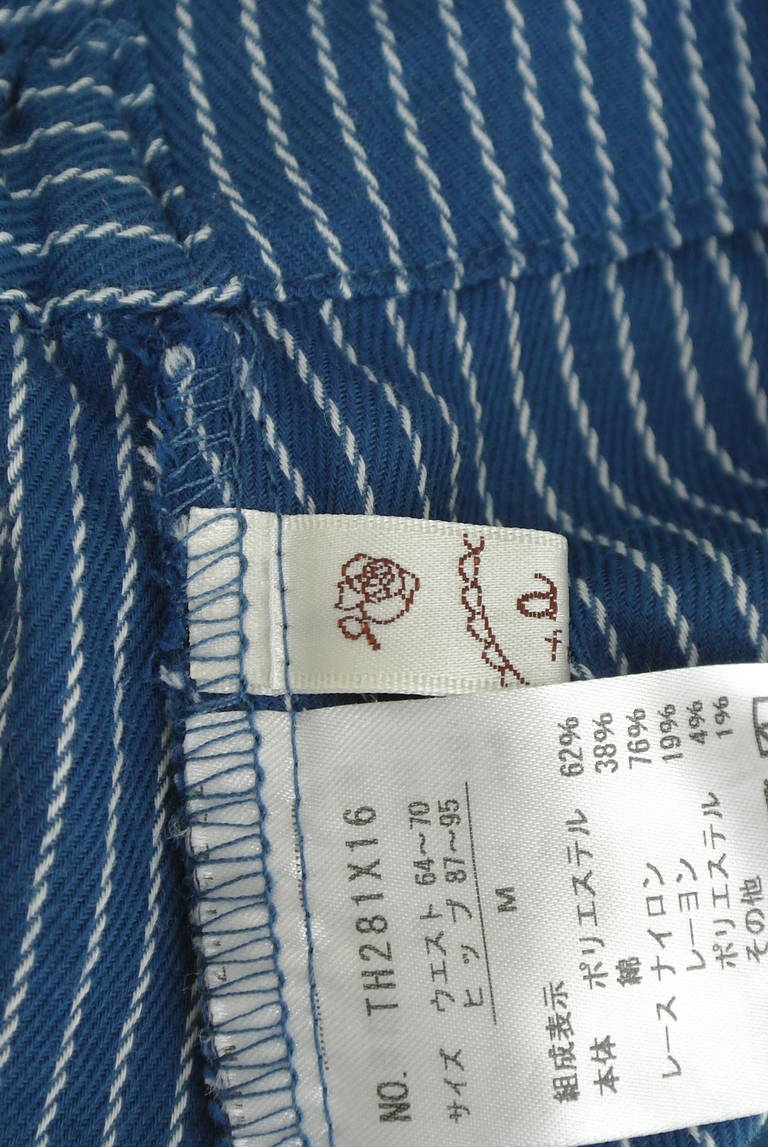 a
NO. TH281X16
サイズ ウエスト 64〜70
ヒップ 87〜95
M
組成表示
本体 ポリエステル 62%
綿 38%
レース ナイロン 76%
レーヨン 19%
ポリエステル 4%
その他 1%